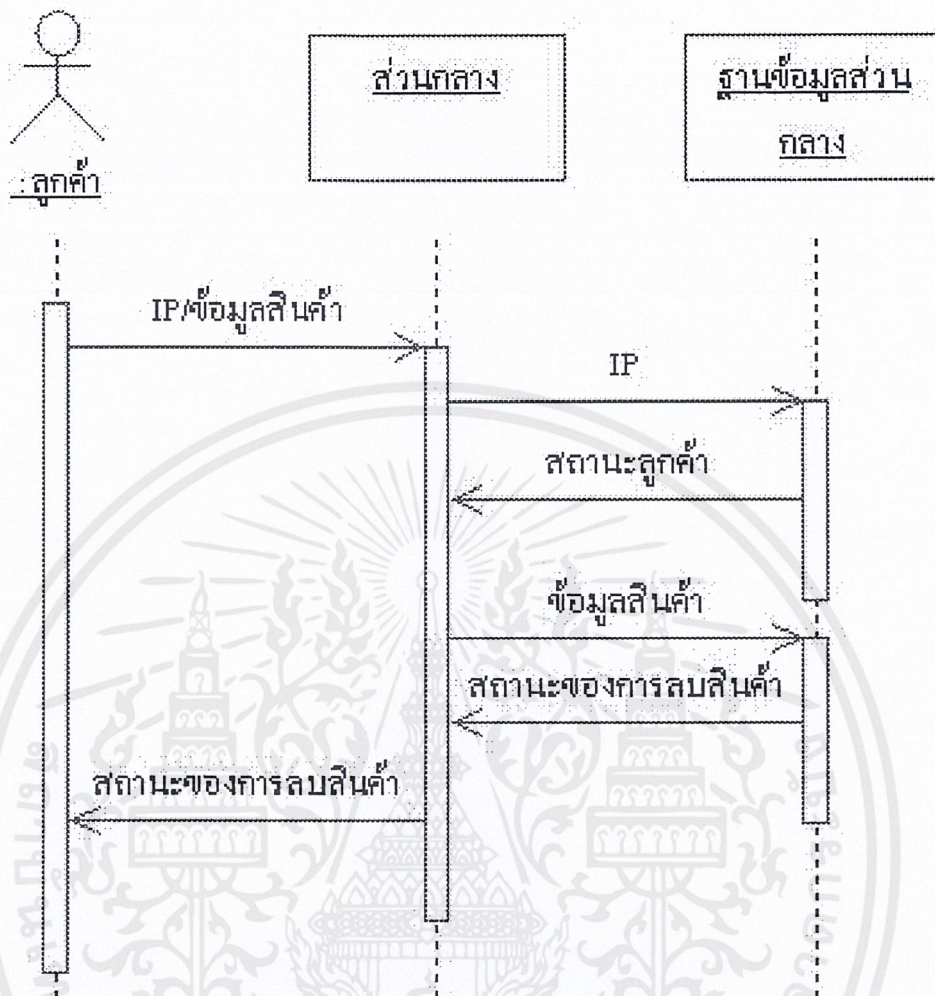 ส่วนกลาง
ฐานข้อมูลส่วน
กลาง
: ลูกค้า
IP/ข้อมูลสินค้า
IP
สถานะลูกค้า
ข้อมูลสินค้า
สถานะของการลบสินค้า
สถานะของการลบสินค้า